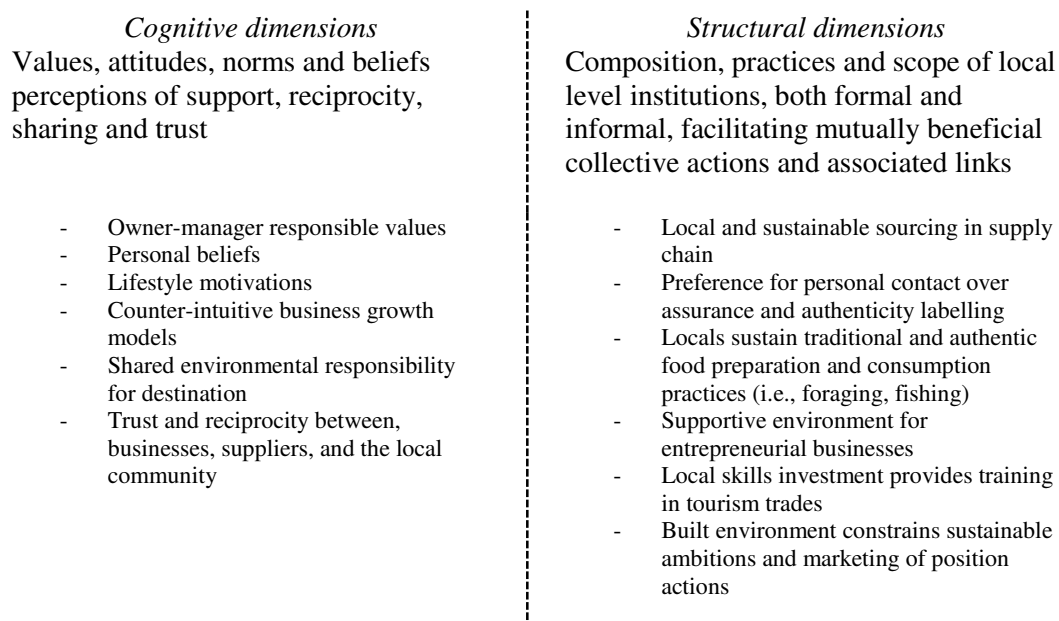 Cognitive dimensions
Values, attitudes, norms and beliefs
perceptions of support, reciprocity,
sharing and trust
- Owner-manager responsible values
- Personal beliefs
- Lifestyle motivations
- Counter-intuitive business growth
models
- Shared environmental responsibility
for destination
- Trust and reciprocity between,
businesses, suppliers, and the local
community
Structural dimensions
Composition, practices and scope of local
level institutions, both formal and
informal, facilitating mutually beneficial
collective actions and associated links
- Local and sustainable sourcing in supply
chain
- Preference for personal contact over
assurance and authenticity labelling
- Locals sustain traditional and authentic
food preparation and consumption
practices (i.e., foraging, fishing)
- Supportive environment for
entrepreneurial businesses
- Local skills investment provides training
in tourism trades
- Built environment constrains sustainable
ambitions and marketing of position
actions